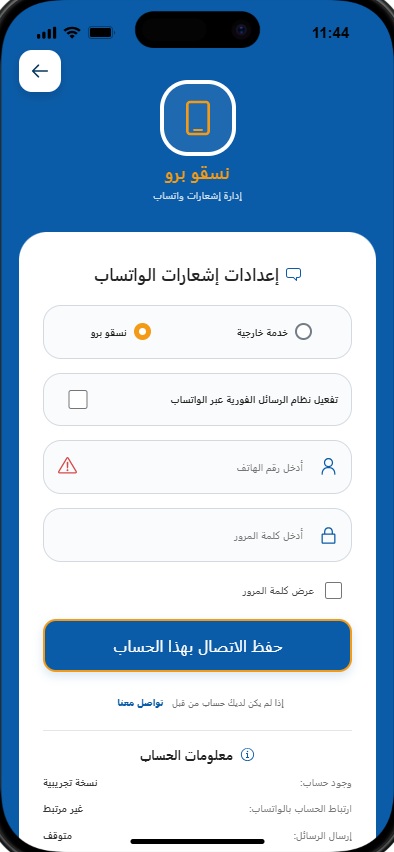 11:44
نسقو برو
إدارة إشعارات واتساب
إعدادات إشعارات الواتساب
خدمة خارجية
نسقو برو
تفعيل نظام الرسائل الفورية عبر الواتساب
أدخل رقم الهاتف
أدخل كلمة المرور
عرض كلمة المرور
حفظ الاتصال بهذا الحساب
إذا لم يكن لديك حساب من قبل تواصل معنا
معلومات الحساب
وجود حساب: نسخة تجريبية
ارتباط الحساب بالواتساب: غير مرتبط
إرسال الرسائل: متوقف